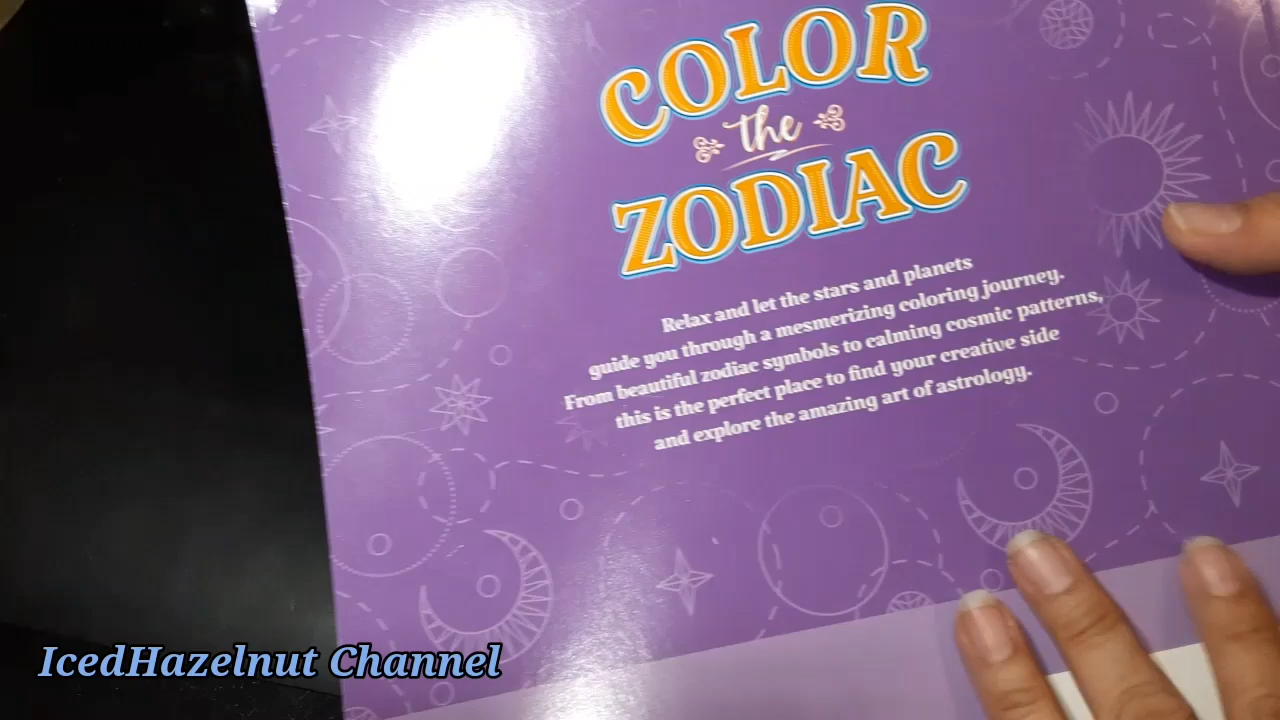 COLOR
the
ZODIAC
Relax and let the stars and planets
guide you through a mesmerizing coloring journey.
From beautiful zodiac symbols to calming cosmic patterns,
this is the perfect place to find your creative side
and explore the amazing art of astrology.
IcedHazelnut Channel